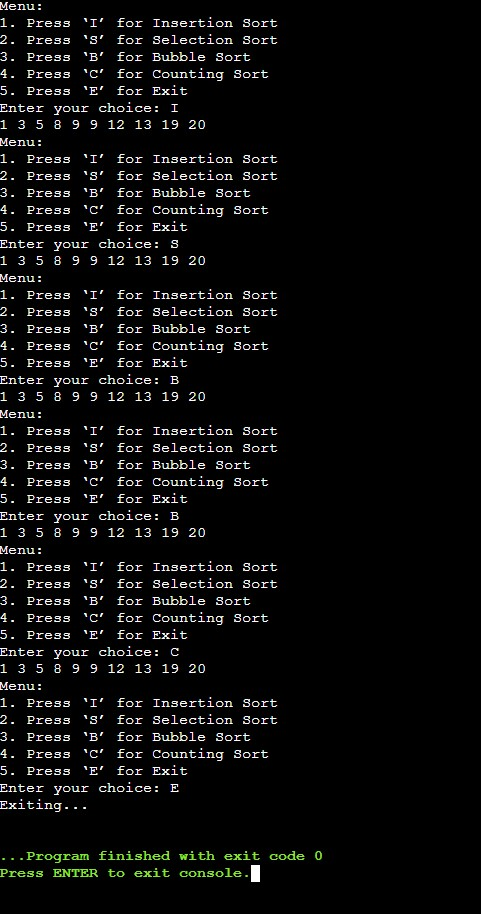 Menu:
1. Press ‘I’ for Insertion Sort
2. Press ‘S’ for Selection Sort
3. Press ‘B’ for Bubble Sort
4. Press ‘C’ for Counting Sort
5. Press ‘E’ for Exit
Enter your choice: I
1 3 5 8 9 9 12 13 19 20
Menu:
1. Press ‘I’ for Insertion Sort
2. Press ‘S’ for Selection Sort
3. Press ‘B’ for Bubble Sort
4. Press ‘C’ for Counting Sort
5. Press ‘E’ for Exit
Enter your choice: S
1 3 5 8 9 9 12 13 19 20
Menu:
1. Press ‘I’ for Insertion Sort
2. Press ‘S’ for Selection Sort
3. Press ‘B’ for Bubble Sort
4. Press ‘C’ for Counting Sort
5. Press ‘E’ for Exit
Enter your choice: B
1 3 5 8 9 9 12 13 19 20
Menu:
1. Press ‘I’ for Insertion Sort
2. Press ‘S’ for Selection Sort
3. Press ‘B’ for Bubble Sort
4. Press ‘C’ for Counting Sort
5. Press ‘E’ for Exit
Enter your choice: B
1 3 5 8 9 9 12 13 19 20
Menu:
1. Press ‘I’ for Insertion Sort
2. Press ‘S’ for Selection Sort
3. Press ‘B’ for Bubble Sort
4. Press ‘C’ for Counting Sort
5. Press ‘E’ for Exit
Enter your choice: C
1 3 5 8 9 9 12 13 19 20
Menu:
1. Press ‘I’ for Insertion Sort
2. Press ‘S’ for Selection Sort
3. Press ‘B’ for Bubble Sort
4. Press ‘C’ for Counting Sort
5. Press ‘E’ for Exit
Enter your choice: E
Exiting...
...Program finished with exit code 0
Press ENTER to exit console.